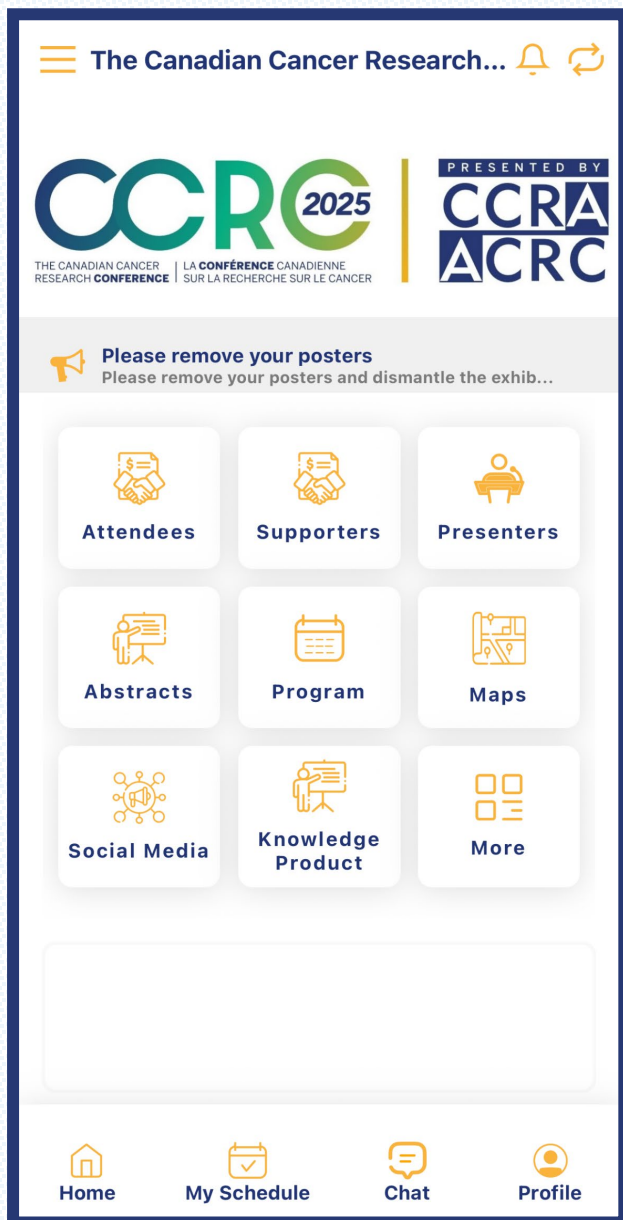 The Canadian Cancer Research...
CCRC 2025
THE CANADIAN CANCER
RESEARCH CONFERENCE
LA CONFÉRENCE CANADIENNE
SUR LA RECHERCHE SUR LE CANCER
PRESENTED BY
CCRA
ACRC
Please remove your posters
Please remove your posters and dismantle the exhib...
Attendees
Supporters
Presenters
Abstracts
Program
Maps
Social Media
Knowledge
Product
More
Home
My Schedule
Chat
Profile